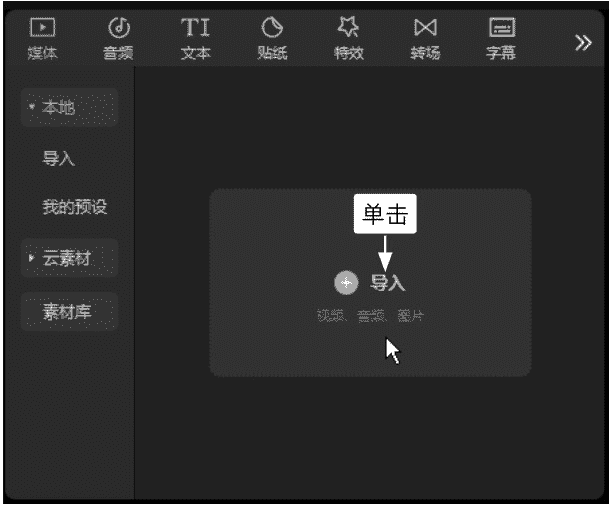 媒体 音频 文本 贴纸 特效 转场 字幕
本地
导入
我的预设
云素材
素材库
单击
导入
视频、音频、图片